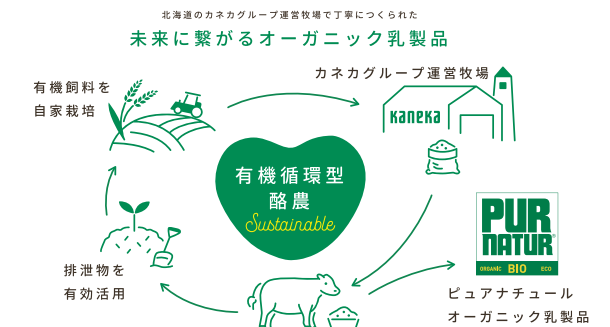 北海道のカネカグループ運営牧場で丁寧につくられた
未来に繋がるオーガニック乳製品
有機飼料を
自家栽培
カネカグループ運営牧場
kaneka
有機循環型
酪農
Sustainable
排泄物を
有効活用
PUR
NATUR
ORGANIC BIO ECO
ピュアナチュール
オーガニック乳製品